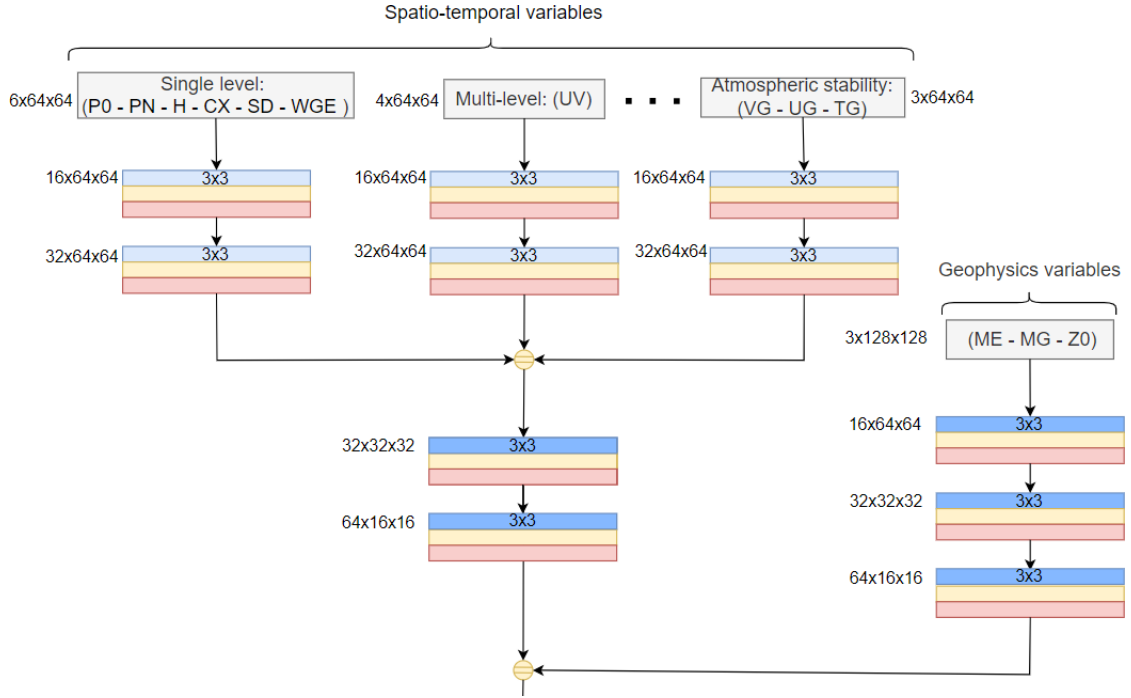 Spatio-temporal variables
6x64x64
Single level:
(P0 - PN - H - CX - SD - WGE )
4x64x64
Multi-level: (UV)
Atmospheric stability:
(VG - UG - TG)
3x64x64
16x64x64
3x3
16x64x64
3x3
16x64x64
3x3
32x64x64
3x3
32x64x64
3x3
32x64x64
3x3
Geophysics variables
3x128x128
(ME - MG - Z0)
16x64x64
3x3
32x32x32
3x3
32x32x32
3x3
64x16x16
3x3
64x16x16
3x3